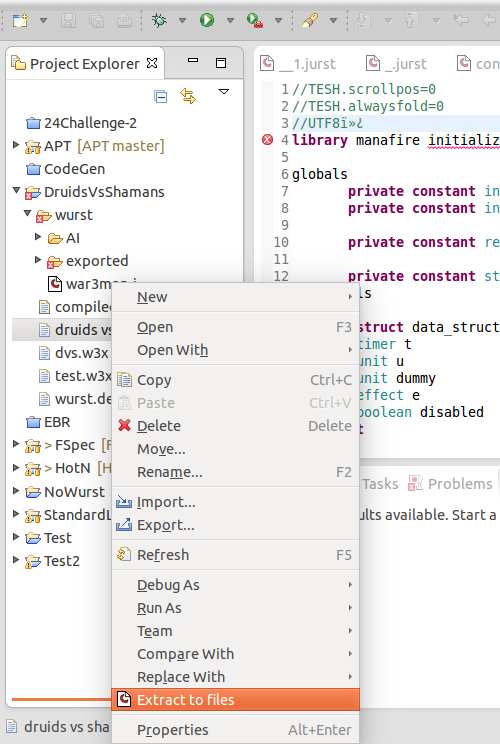 Project Explorer
__1.jurst
_.jurst
con
24Challenge-2
APT [APT master]
CodeGen
DruidsVsShamans
wurst
AI
exported
war3map.j
compiled
druids vs
dvs.w3x
test.w3x
wurst.de
EBR
> FSpec [F
> HotN [H
NoWurst
StandardL
Test
Test2
1 //TESH.scrollpos=0
2 //TESH.alwaysfold=0
3 //UTF8ï»¿
4 library manafire initializ
5
6 globals
7 private constant in
8 private constant in
9
10 private constant re
11
12 private constant st
ls
struct data_struct
timer t
unit u
unit dummy
effect e
boolean disabled
t
Tasks
Problems
ults available. Start a
New
Open F3
Open With
Copy Ctrl+C
Paste Ctrl+V
Delete Delete
Move...
Rename... F2
Import...
Export...
Refresh F5
Debug As
Run As
Team
Compare With
Replace With
Extract to files
Properties Alt+Enter
druids vs sha